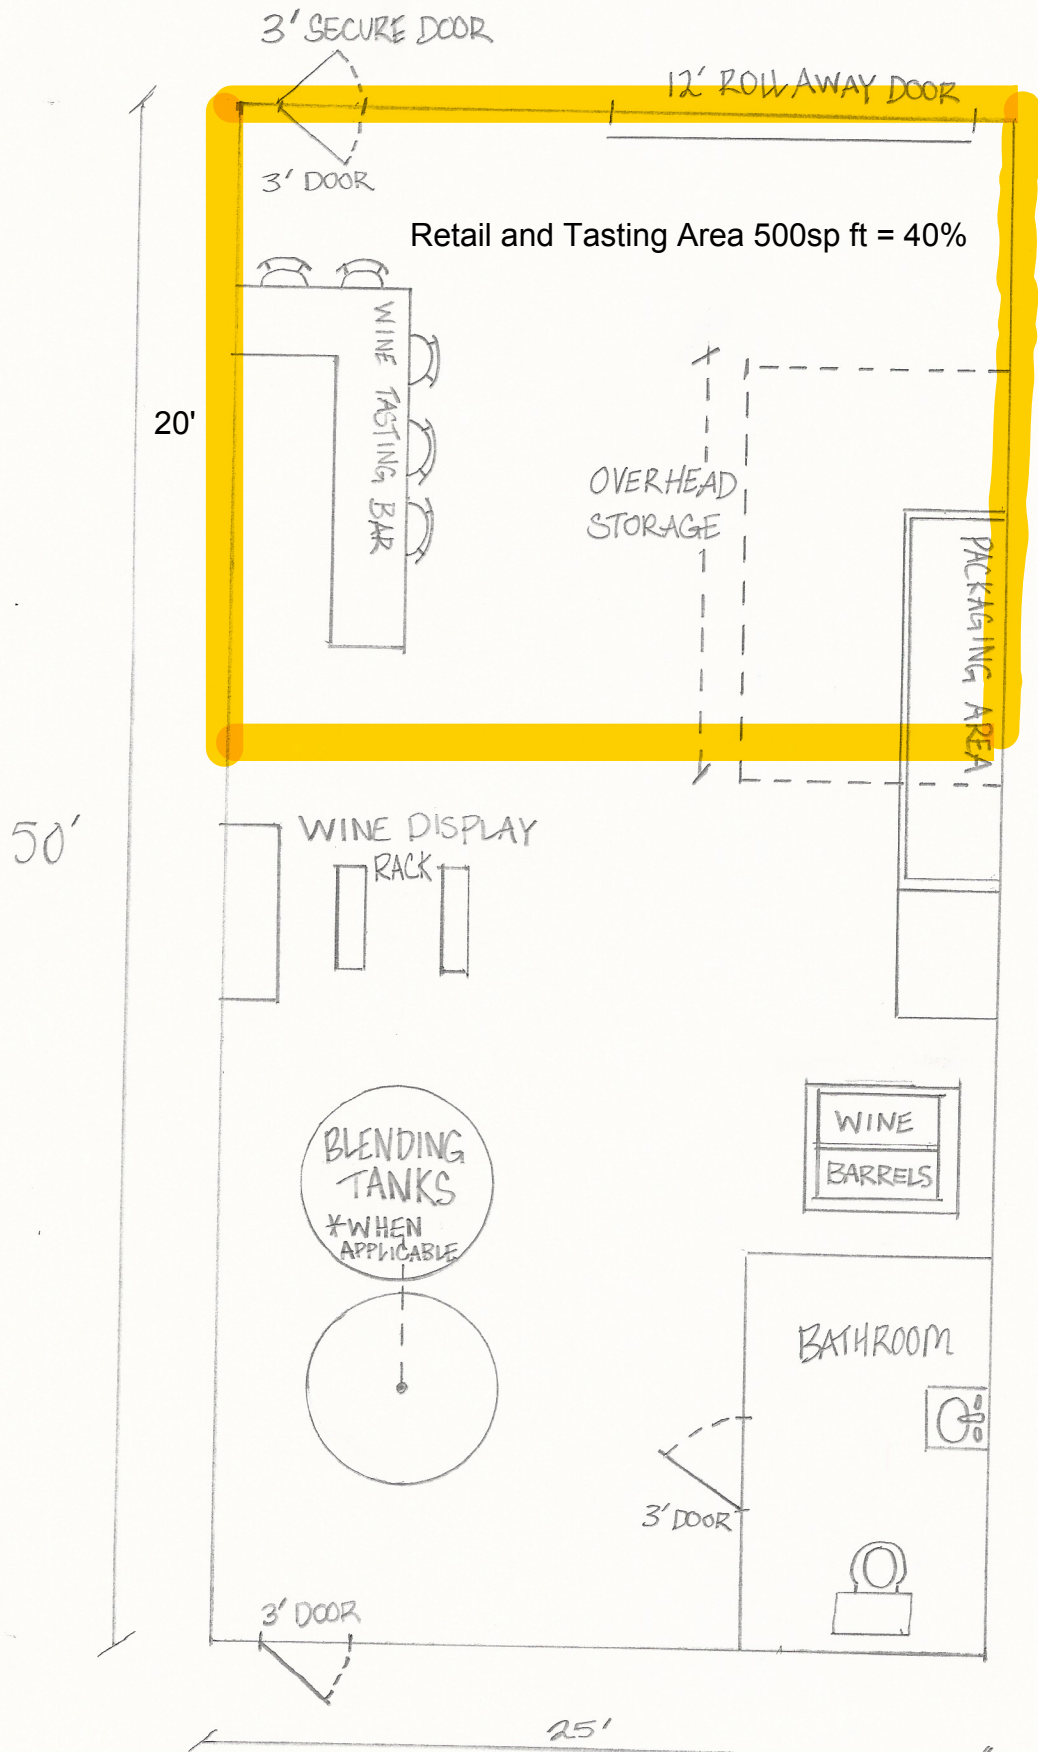 3' SECURE DOOR
12' ROLLAWAY DOOR
3' DOOR
Retail and Tasting Area 500sp ft = 40%
WINE TASTING BAR
20'
OVERHEAD
STORAGE
PACKAGING AREA
50'
WINE DISPLAY
RACK
BLENDING
TANKS
*WHEN
APPLICABLE
WINE
BARRELS
BATHROOM
3' DOOR
3' DOOR
25'